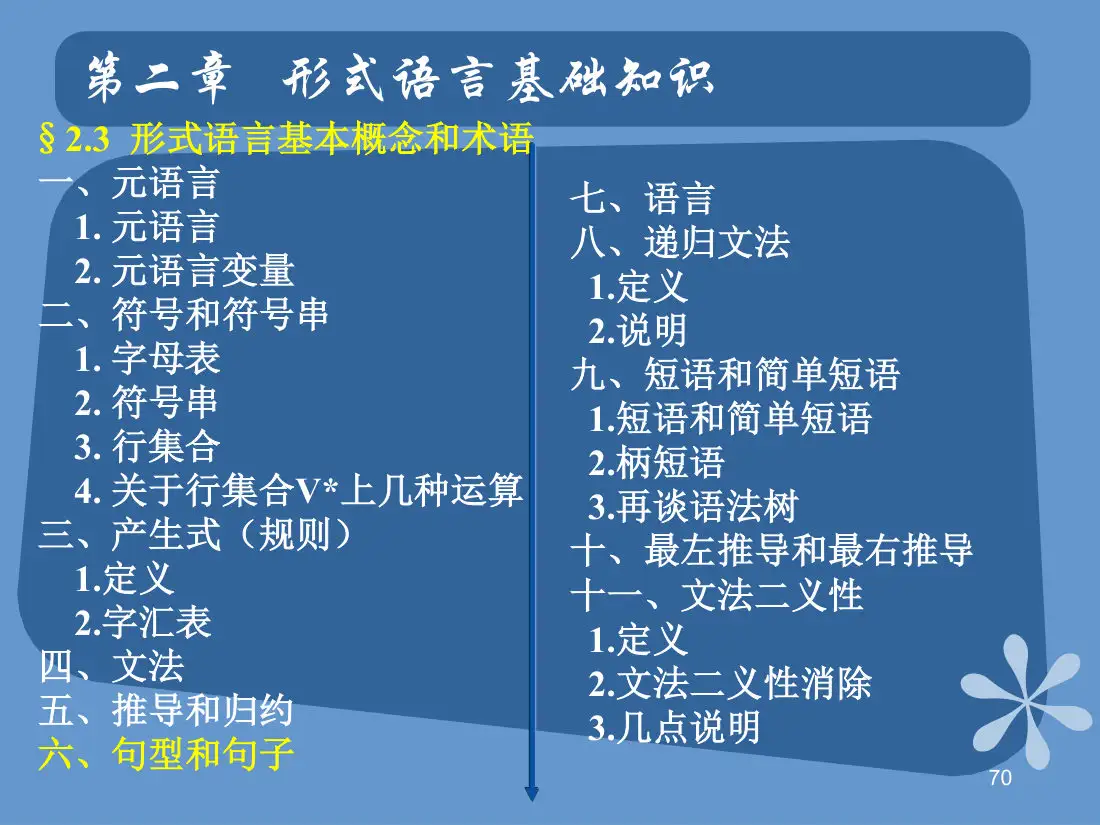 第二章 形式语言基础知识
§2.3 形式语言基本概念和术语
一、元语言
1. 元语言
2. 元语言变量
二、符号和符号串
1. 字母表
2. 符号串
3. 行集合
4. 关于行集合V*上几种运算
三、产生式（规则）
1.定义
2.字汇表
四、文法
五、推导和归约
六、句型和句子
七、语言
八、递归文法
1.定义
2.说明
九、短语和简单短语
1.短语和简单短语
2.柄短语
3.再谈语法树
十、最左推导和最右推导
十一、文法二义性
1.定义
2.文法二义性消除
3.几点说明
70